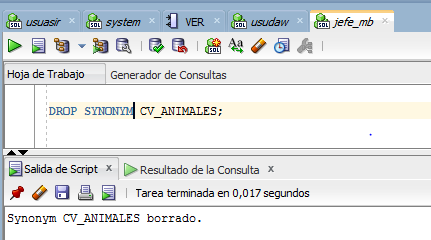 usuasir
system
VER
usudaw
jefe_mb
Hoja de Trabajo Generador de Consultas
DROP SYNONYM CV_ANIMALES;
Salida de Script x Resultado de la Consulta x
Tarea terminada en 0,017 segundos
Synonym CV_ANIMALES borrado.